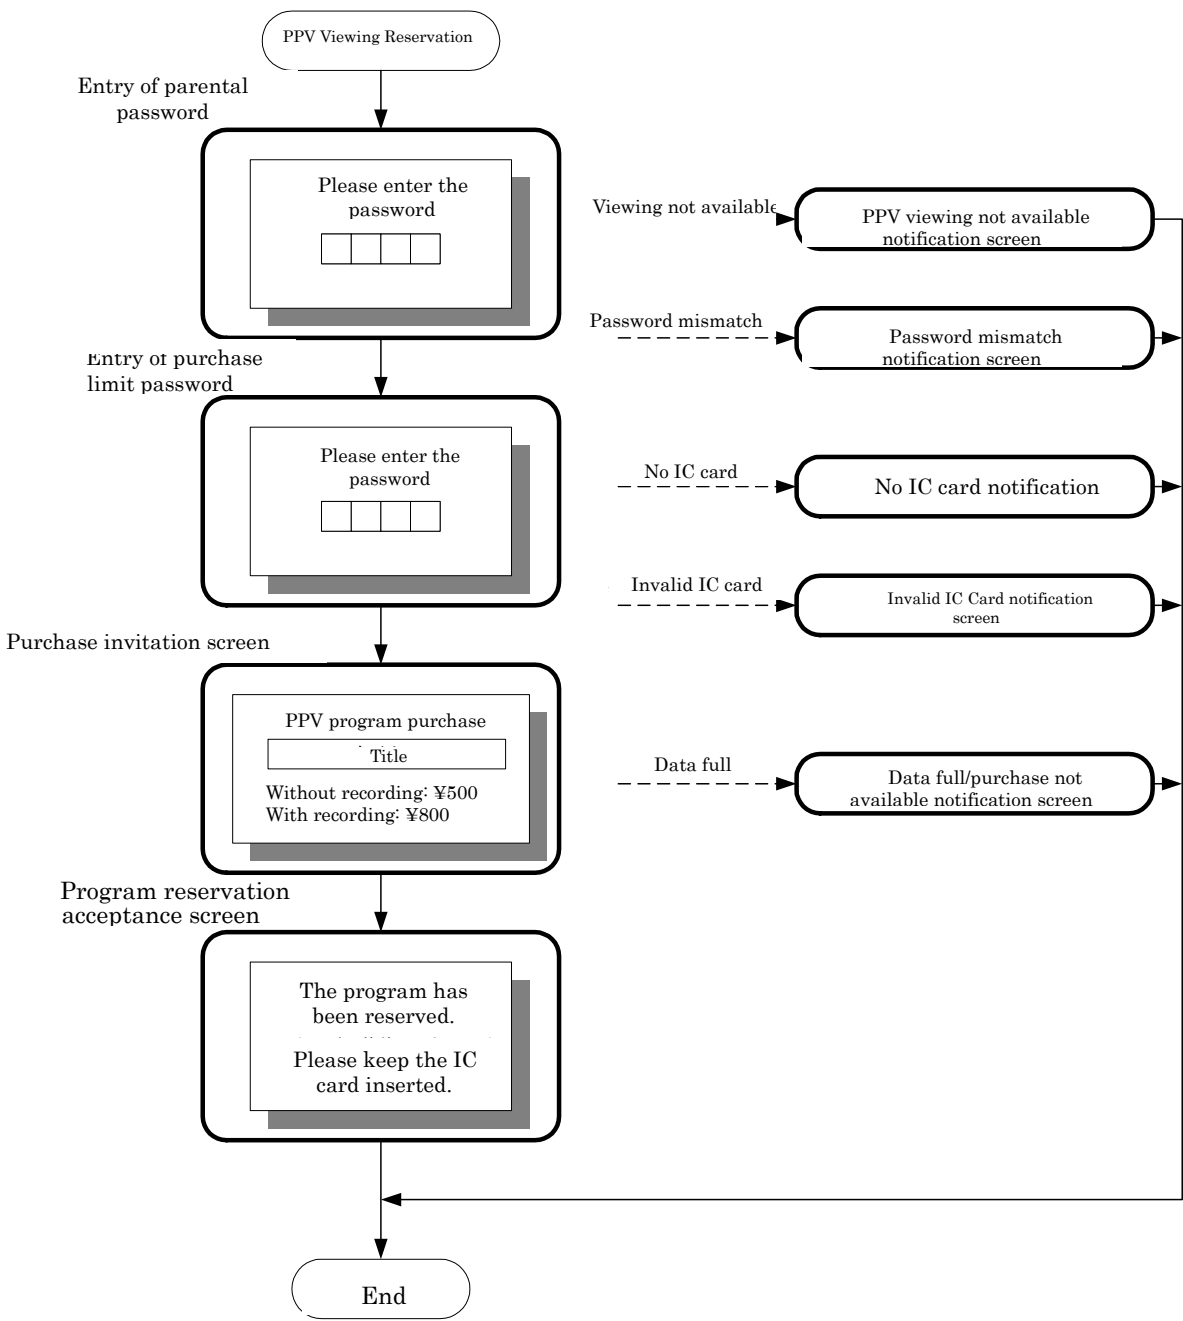 PPV Viewing Reservation
Entry of parental
password
Please enter the
password
Viewing not available
PPV viewing not available
notification screen
Password mismatch
Password mismatch
notification screen
Entry of purchase
limit password
Please enter the
password
No IC card
No IC card notification
Invalid IC card
Invalid IC Card notification
screen
Purchase invitation screen
PPV program purchase
Title
Without recording: ¥500
With recording: ¥800
Data full
Data full/purchase not
available notification screen
Program reservation
acceptance screen
The program has
been reserved.
Please keep the IC
card inserted.
End